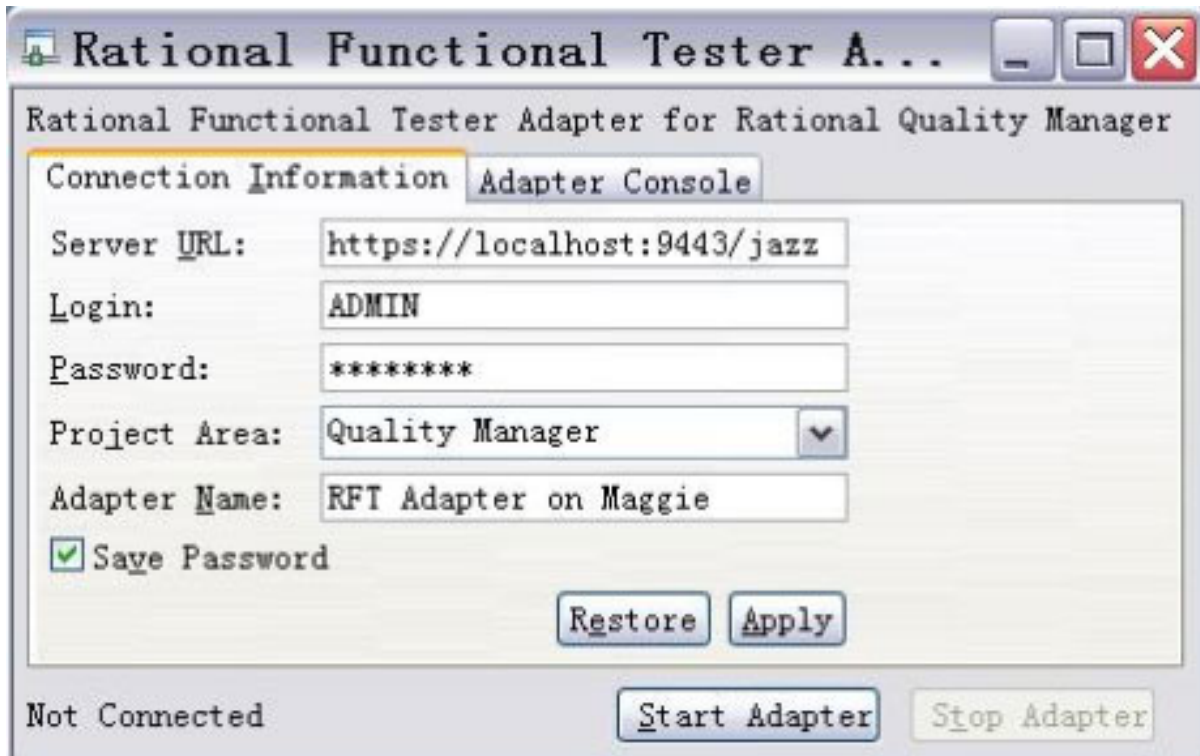 Rational Functional Tester A...
Rational Functional Tester Adapter for Rational Quality Manager
Connection Information Adapter Console
Server URL: https://localhost:9443/jazz
Login: ADMIN
Password: ********
Project Area: Quality Manager
Adapter Name: RFT Adapter on Maggie
Save Password
Restore Apply
Not Connected Start Adapter Stop Adapter